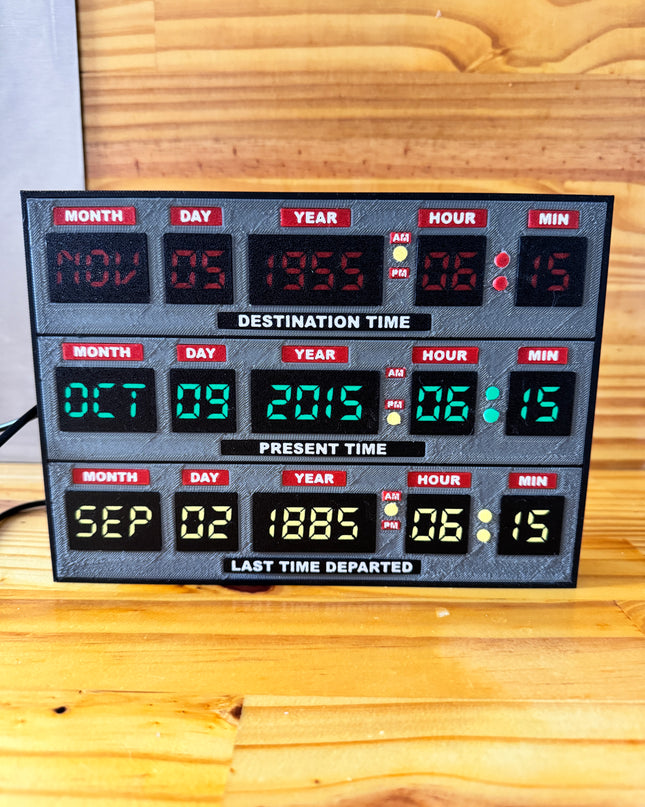 MONTH DAY YEAR HOUR MIN
AM
NOV 05 1955 06 15
PM
DESTINATION TIME
MONTH DAY YEAR HOUR MIN
AM
OCT 09 2015 06 15
PM
PRESENT TIME
MONTH DAY YEAR HOUR MIN
AM
SEP 02 1885 06 15
PM
LAST TIME DEPARTED